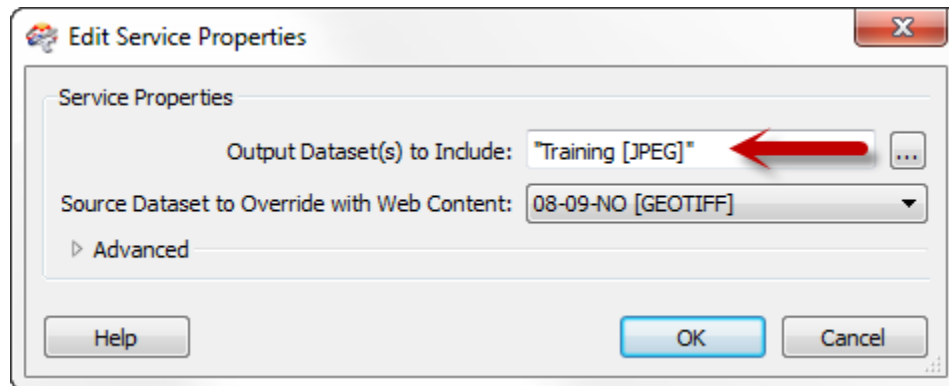 Edit Service Properties
Service Properties
Output Dataset(s) to Include: "Training [JPEG]" ...
Source Dataset to Override with Web Content: 08-09-NO [GEOTIFF]
Advanced
Help OK Cancel